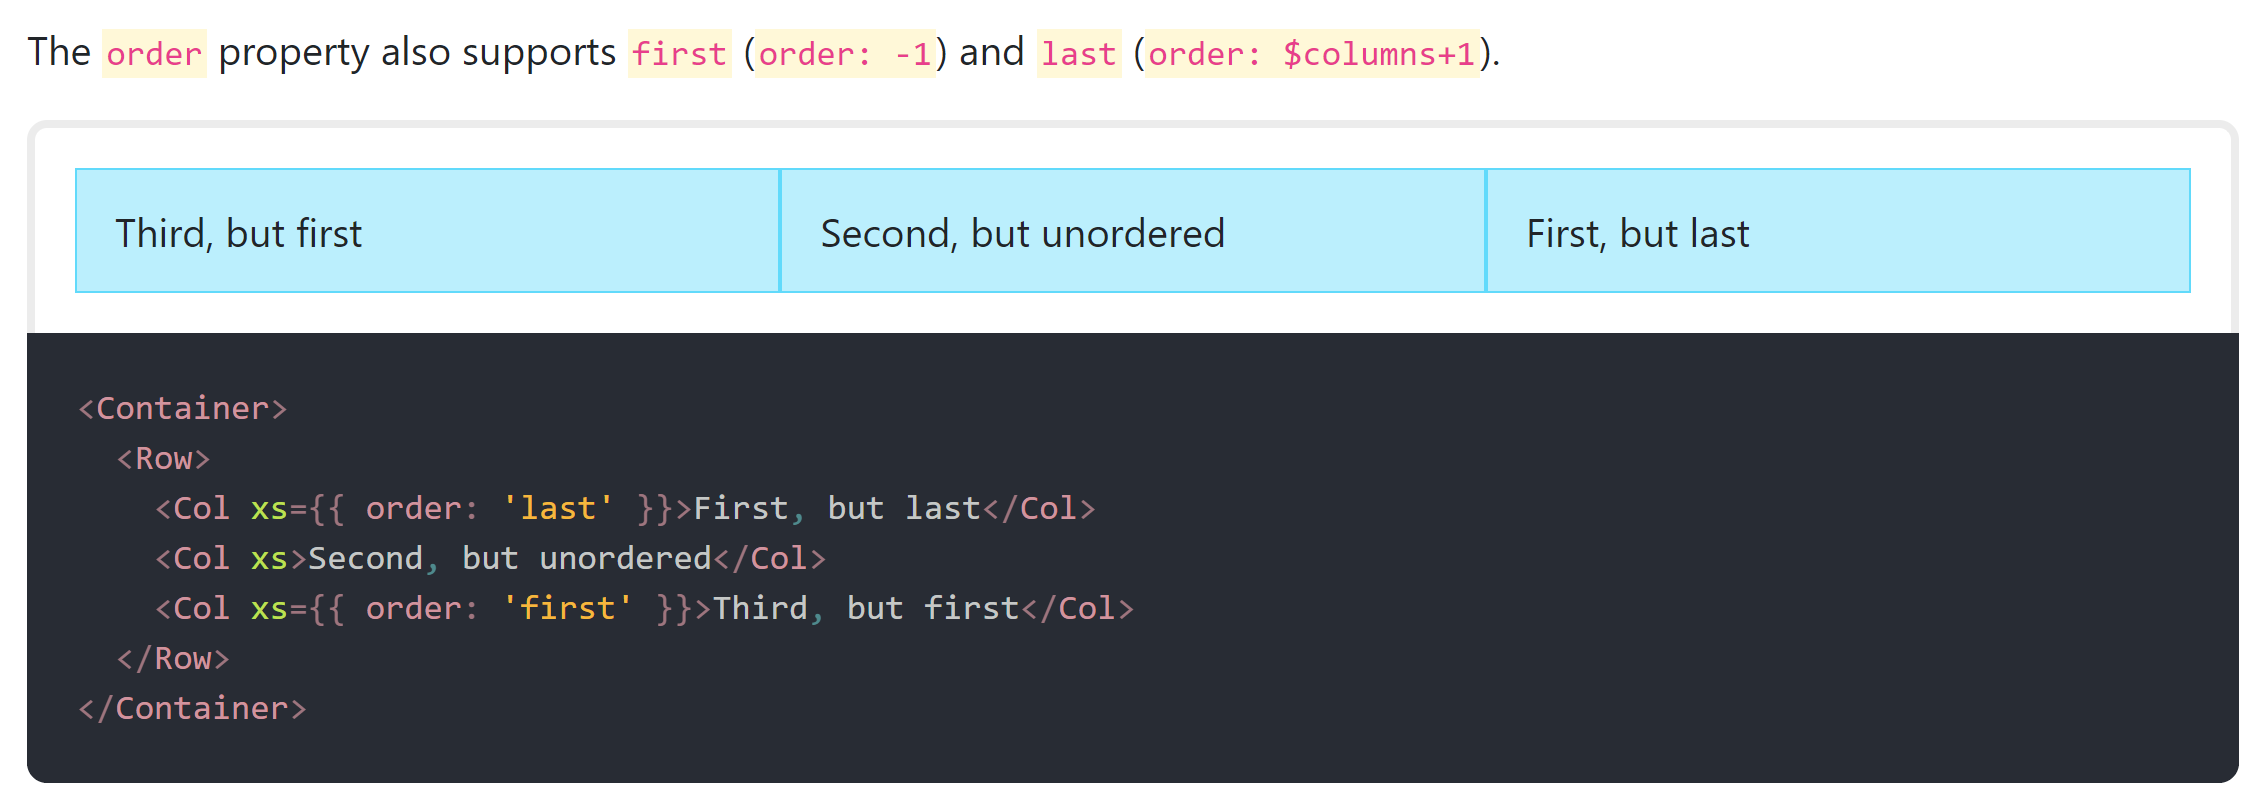 The order property also supports first (order: -1) and last (order: $columns+1).
Third, but first
Second, but unordered
First, but last
<Container>
  <Row>
    <Col xs={{ order: 'last' }}>First, but last</Col>
    <Col xs>Second, but unordered</Col>
    <Col xs={{ order: 'first' }}>Third, but first</Col>
  </Row>
</Container>